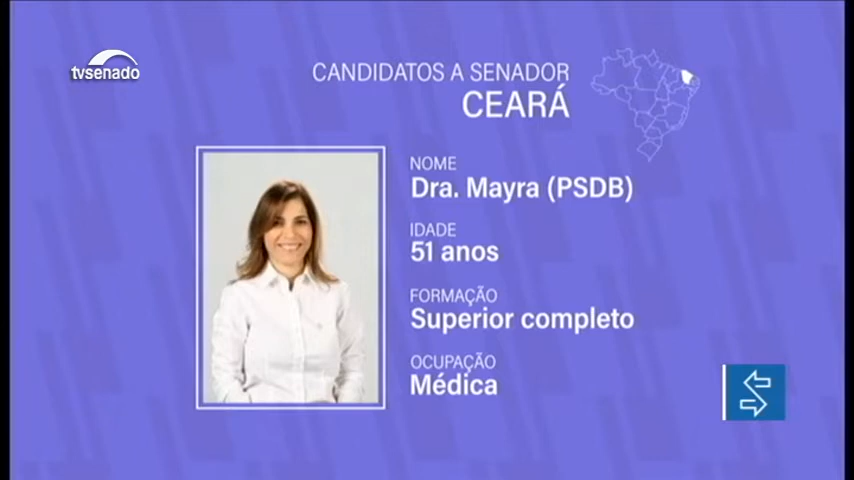 tvsenado
CANDIDATOS A SENADOR
CEARÁ
NOME
Dra. Mayra (PSDB)
IDADE
51 anos
FORMAÇÃO
Superior completo
OCUPAÇÃO
Médica